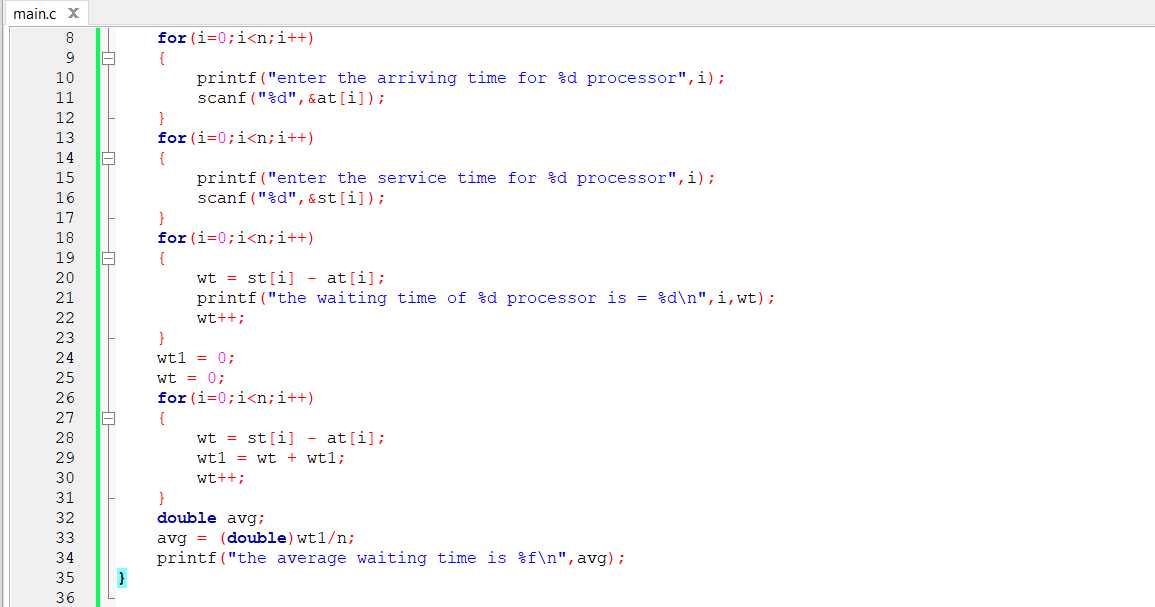 main.c X
8 for(i=0;i<n;i++)
9 {
10 printf("enter the arriving time for %d processor",i);
11 scanf("%d",&at[i]);
12 }
13 for(i=0;i<n;i++)
14 {
15 printf("enter the service time for %d processor",i);
16 scanf("%d",&st[i]);
17 }
18 for(i=0;i<n;i++)
19 {
20 wt = st[i] - at[i];
21 printf("the waiting time of %d processor is = %d\n",i,wt);
22 wt++;
23 }
24 wt1 = 0;
25 wt = 0;
26 for(i=0;i<n;i++)
27 {
28 wt = st[i] - at[i];
29 wt1 = wt + wt1;
30 wt++;
31 }
32 double avg;
33 avg = (double)wt1/n;
34 printf("the average waiting time is %f\n",avg);
35 }
36